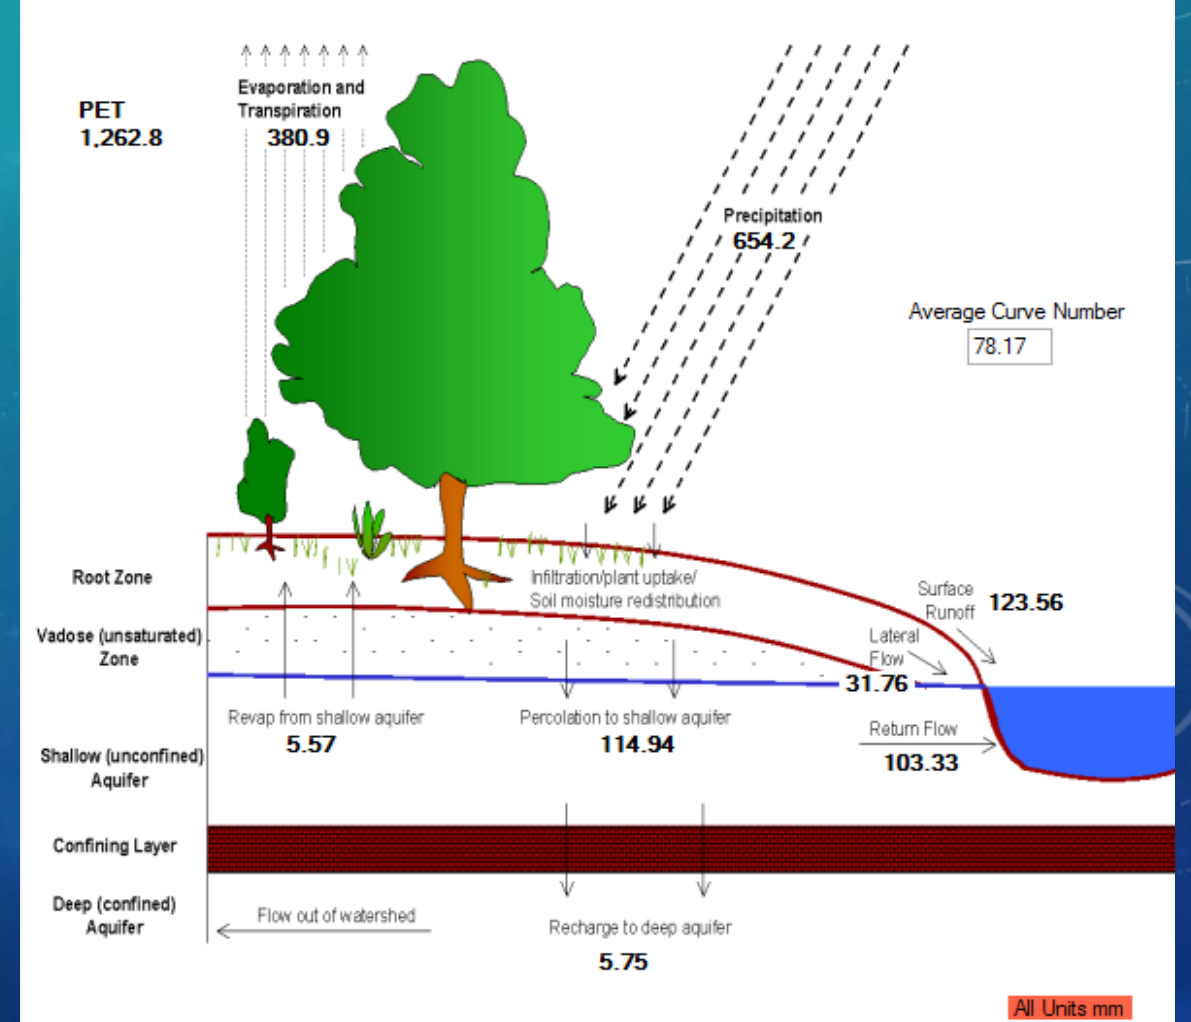 Evaporation and
Transpiration
380.9
PET
1,262.8
Precipitation
654.2
Average Curve Number
78.17
Root Zone
Infiltration/plant uptake/
Soil moisture redistribution
Surface
Runoff
123.56
Vadose (unsaturated)
Zone
Lateral
Flow
31.76
Revap from shallow aquifer
5.57
Percolation to shallow aquifer
114.94
Return Flow
103.33
Shallow (unconfined)
Aquifer
Confining Layer
Deep (confined)
Aquifer
Flow out of watershed
Recharge to deep aquifer
5.75
All Units mm